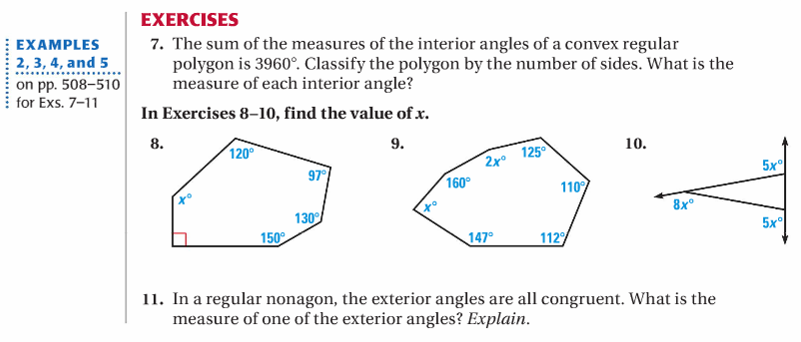 EXERCISES
EXAMPLES
2, 3, 4, and 5
on pp. 508–510
for Exs. 7–11
7. The sum of the measures of the interior angles of a convex regular
polygon is 3960°. Classify the polygon by the number of sides. What is the
measure of each interior angle?
In Exercises 8–10, find the value of x.
8.
120°
97°
x°
130°
150°
9.
125°
2x°
160°
110°
x°
147°
112°
10.
5x°
8x°
5x°
11. In a regular nonagon, the exterior angles are all congruent. What is the
measure of one of the exterior angles? Explain.